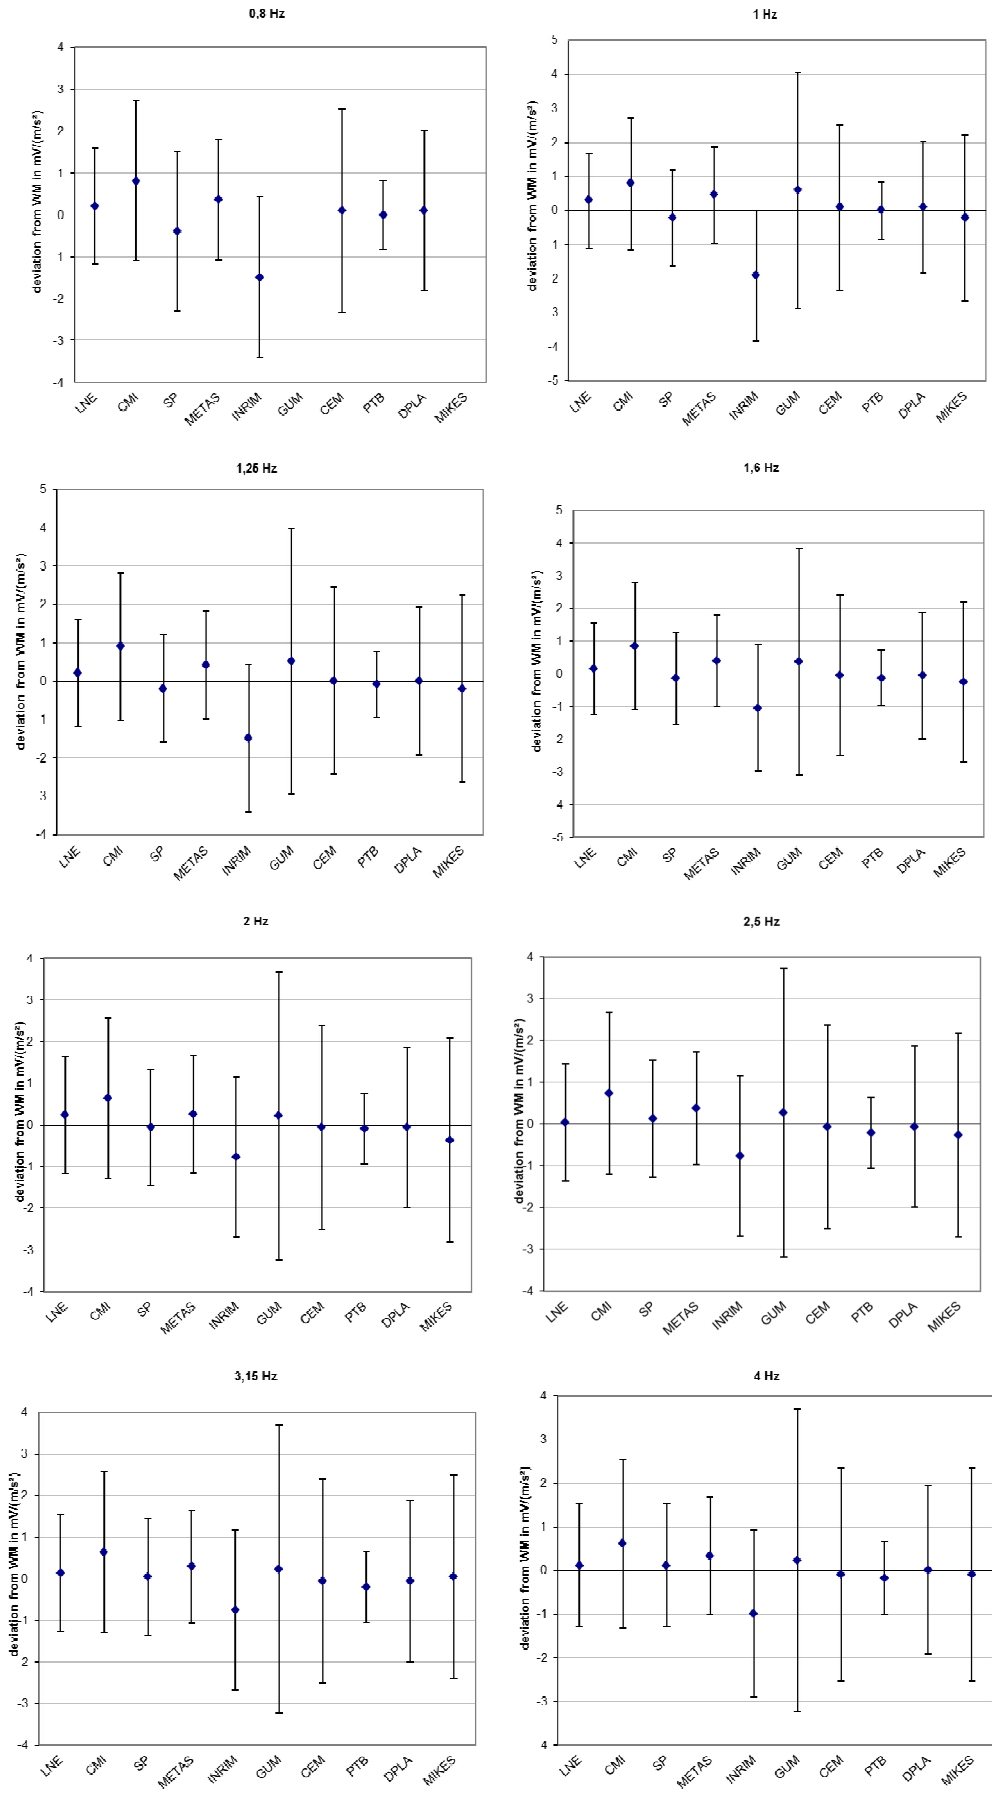 0,8 Hz
deviation from WM in mV/(m/s²)
4
3
2
1
0
1
-2
-3
-4
LNE
CMI
SP
METAS
INRIM
GUM
CEM
PTB
DPLA
MIKES
1 Hz
deviation from WM in mV/(m/s²)
5
4
3
2
1
0
1
2
3
-4
-5
LNE
CMI
SP
METAS
INRIM
GUM
CEM
PTB
DPLA
MIKES
1,25 Hz
deviation from WM in mV/(m/s²)
5
4
3
2
1
0
1
-2
3
-4
LNE
CMI
SP
METAS
INRIM
GUM
CEM
PTB
DPLA
MIKES
1,6 Hz
deviation from WM in mV/(m/s²)
5
4
3
2
1
0
-1
2
-3
-4
-5
LNE
CMI
SP
METAS
INRIM
GUM
CEM
PTB
DPLA
MIKES
2 Hz
deviation from WM in mV/(m/s²)
4
3
2
1
0
-1
-2
-3
-4
LNE
CMI
SP
METAS
INRIM
GUM
CEM
PTB
DPLA
MIKES
2,5 Hz
deviation from WM in mV/(m/s²)
4
3
2
1
0
-1
-2
-3
-4
LNE
CMI
SP
METAS
INRIM
GUM
CEM
PTB
DPLA
MIKES
3,15 Hz
deviation from WM in mV/(m/s²)
4
3
2
1
0
-1
2
-3
-4
LNE
CMI
SP
METAS
INRIM
GUM
CEM
PTB
DPLA
MIKES
4 Hz
deviation from WM in mV/(m/s²)
4
3
2
1
0
-1
-2
-3
4
LNE
CMI
SP
METAS
INRIM
GUM
CEM
PTB
DPLA
MIKES